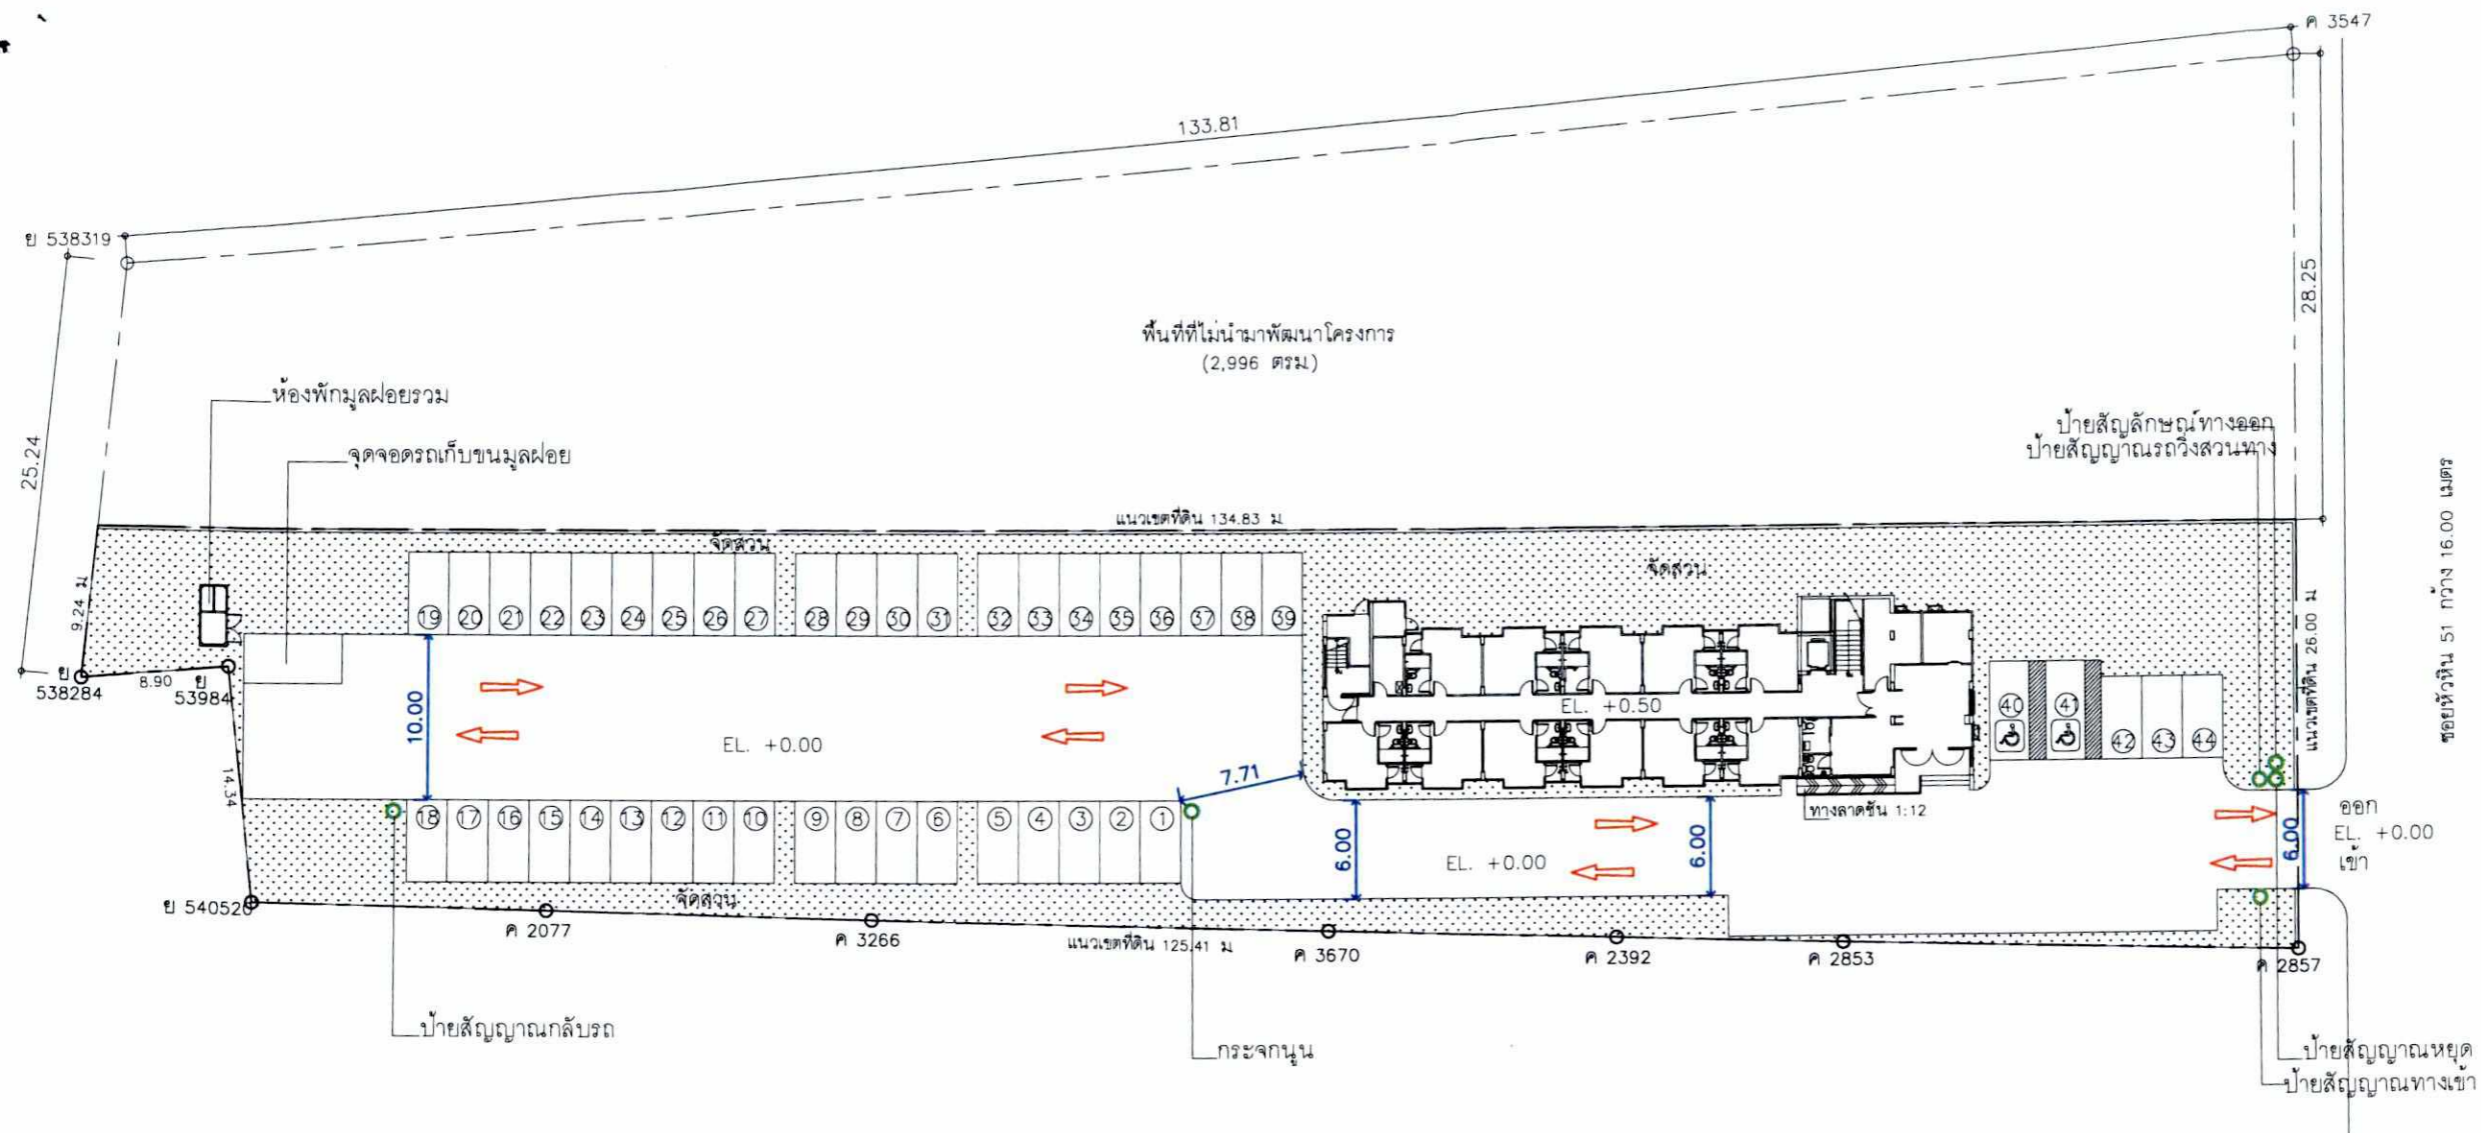 ค 3547
133.81
ย 538319
28.25
พื้นที่ที่ไม่นำมาพัฒนาโครงการ
(2,996 ตรม.)
ห้องพักมูลฝอยรวม
จุดจอดรถเก็บขนมูลฝอย
25.24
ป้ายสัญลักษณ์ทางออก
ป้ายสัญญาณรถวิ่งสวนทาง
ซอยหัวหิน 51 กว้าง 16.00 เมตร
แนวเขตที่ดิน 134.83 ม.
จัดสวน
จัดสวน
9.24 ม.
แนวเขตที่ดิน 26.00 ม.
19 20 21 22 23 24 25 26 27 28 29 30 31 32 33 34 35 36 37 38 39
ย 538284
8.90
ย 53984
10.00
EL. +0.50
40 41 42 43 44
EL. +0.00
7.71
14.34
18 17 16 15 14 13 12 11 10 9 8 7 6 5 4 3 2 1
ทางลาดชัน 1:12
6.00
EL. +0.00
6.00
6.00
ออก
EL. +0.00
เข้า
จัดสวน
ย 540520
ค 2077
ค 3266
แนวเขตที่ดิน 125.41 ม.
ค 3670
ค 2392
ค 2853
ค 2857
ป้ายสัญญาณกลับรถ
กระจกนูน
ป้ายสัญญาณหยุด
ป้ายสัญญาณทางเข้า